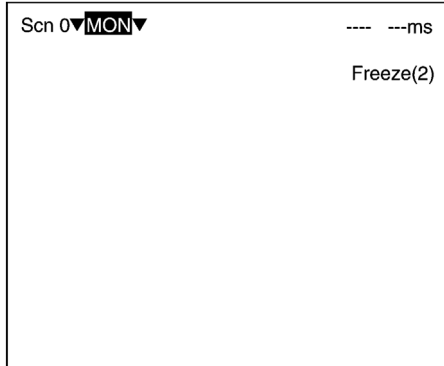 Scn 0▼MON▼ ---- ---ms
Freeze(2)